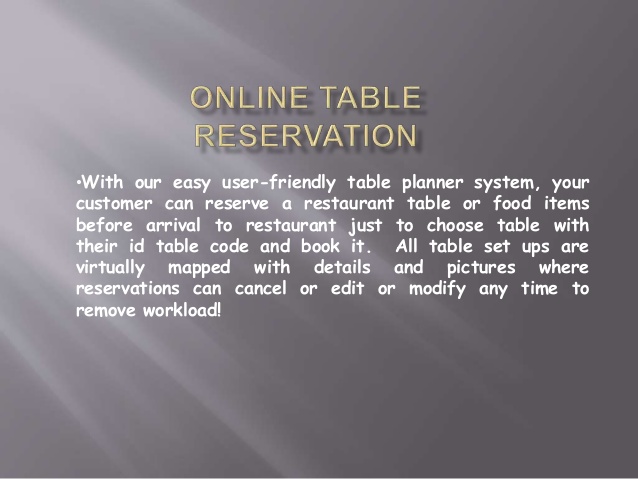 ONLINE TABLE
RESERVATION
•With our easy user-friendly table planner system, your
customer can reserve a restaurant table or food items
before arrival to restaurant just to choose table with
their id table code and book it. All table set ups are
virtually mapped with details and pictures where
reservations can cancel or edit or modify any time to
remove workload!